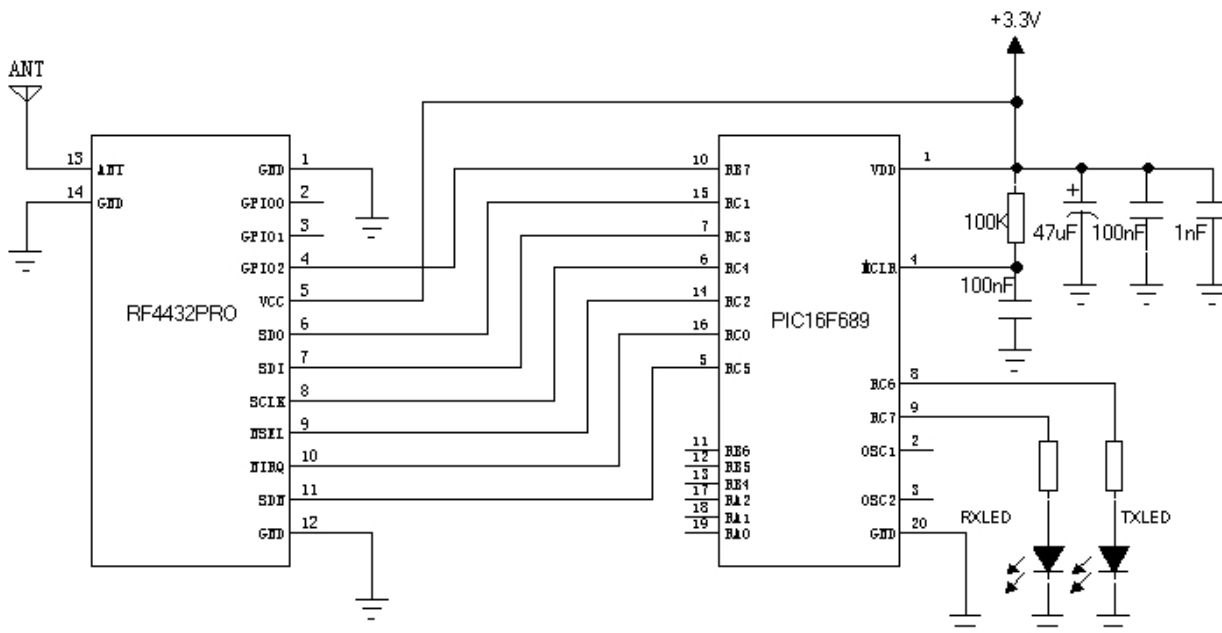 +3.3V
ANT
13
ANT
14
GND
RF4432PRO
GND
1
GPIO0
2
GPIO1
3
GPIO2
4
VCC
5
SDO
6
SDI
7
SCLK
8
NSEL
9
NIRQ
10
SDN
11
GND
12
10
RB7
15
RC1
7
RC3
6
RC4
14
RC2
16
RC0
5
RC5
11
RB6
12
RB5
13
RB4
17
RA2
18
RA1
19
RA0
PIC16F689
VDD
1
MCLR
4
RC6
8
RC7
9
OSC1
2
OSC2
3
GND
20
100K
+
47uF
100nF
1nF
100nF
RXLED
TXLED